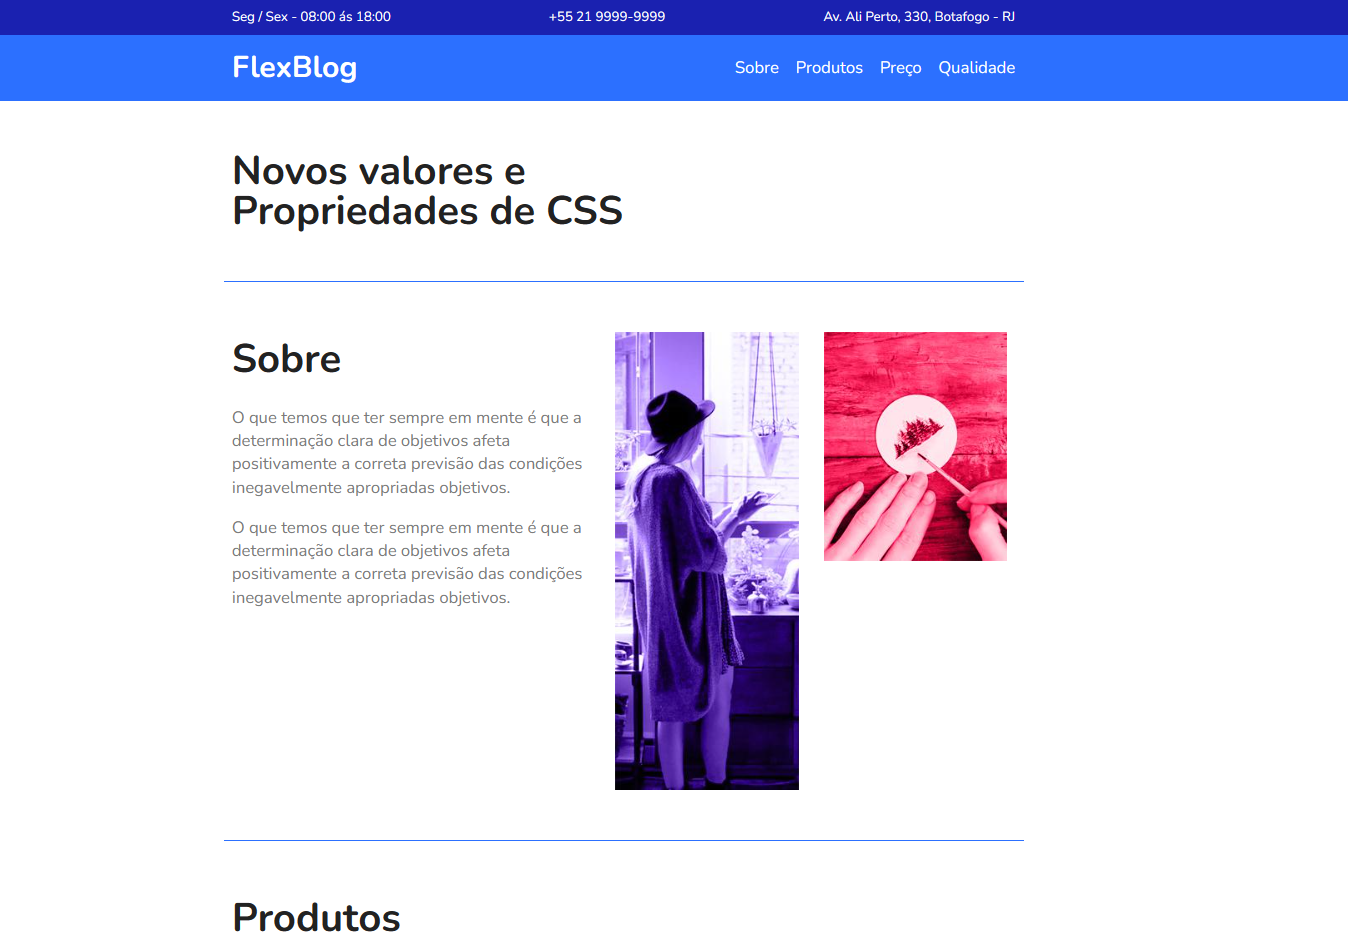 Seg / Sex - 08:00 ás 18:00
+55 21 9999-9999
Av. Ali Perto, 330, Botafogo - RJ
FlexBlog
Sobre
Produtos
Preço
Qualidade
Novos valores e
Propriedades de CSS
Sobre
O que temos que ter sempre em mente é que a
determinação clara de objetivos afeta
positivamente a correta previsão das condições
inegavelmente apropriadas objetivos.
O que temos que ter sempre em mente é que a
determinação clara de objetivos afeta
positivamente a correta previsão das condições
inegavelmente apropriadas objetivos.
Produtos